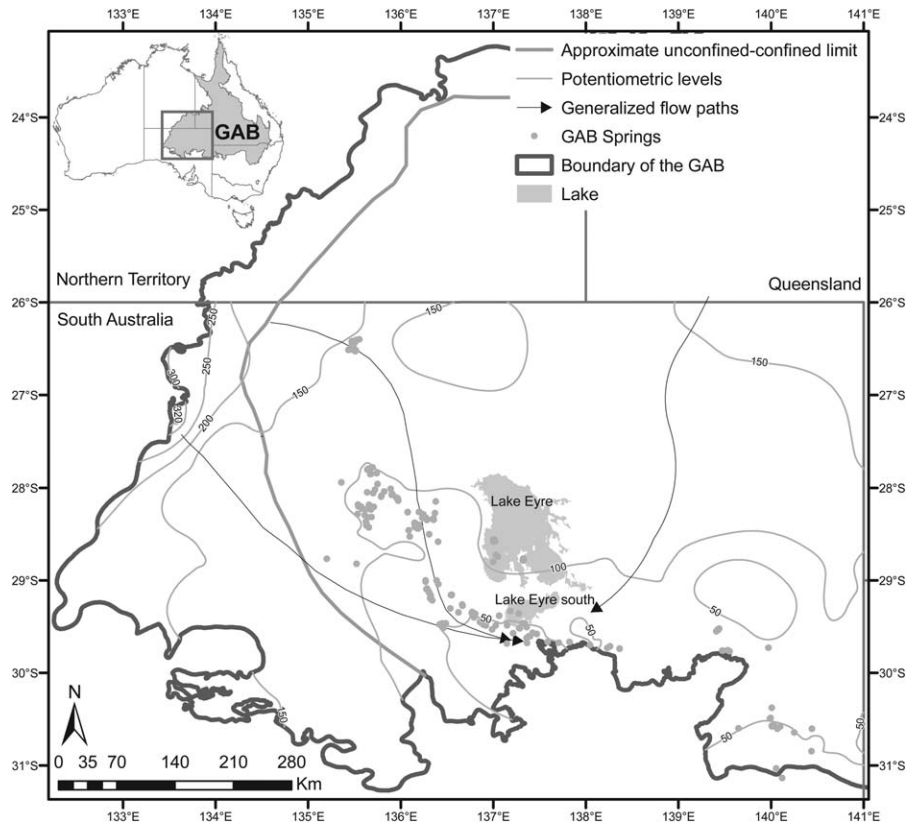 133°E 134°E 135°E 136°E 137°E 138°E 139°E 140°E 141°E
Approximate unconfined-confined limit
Potentiometric levels
Generalized flow paths
GAB Springs
Boundary of the GAB
Lake
GAB
24°S 24°S
25°S 25°S
Northern Territory
Queensland
26°S 26°S
South Australia
250
150
150
250
27°S 27°S
300
150
320
200
28°S 28°S
Lake Eyre
29°S 29°S
100
Lake Eyre south
50
50
50
30°S 30°S
N
150
50
50
0 35 70 140 210 280
Km
31°S 31°S
133°E 134°E 135°E 136°E 137°E 138°E 139°E 140°E 141°E